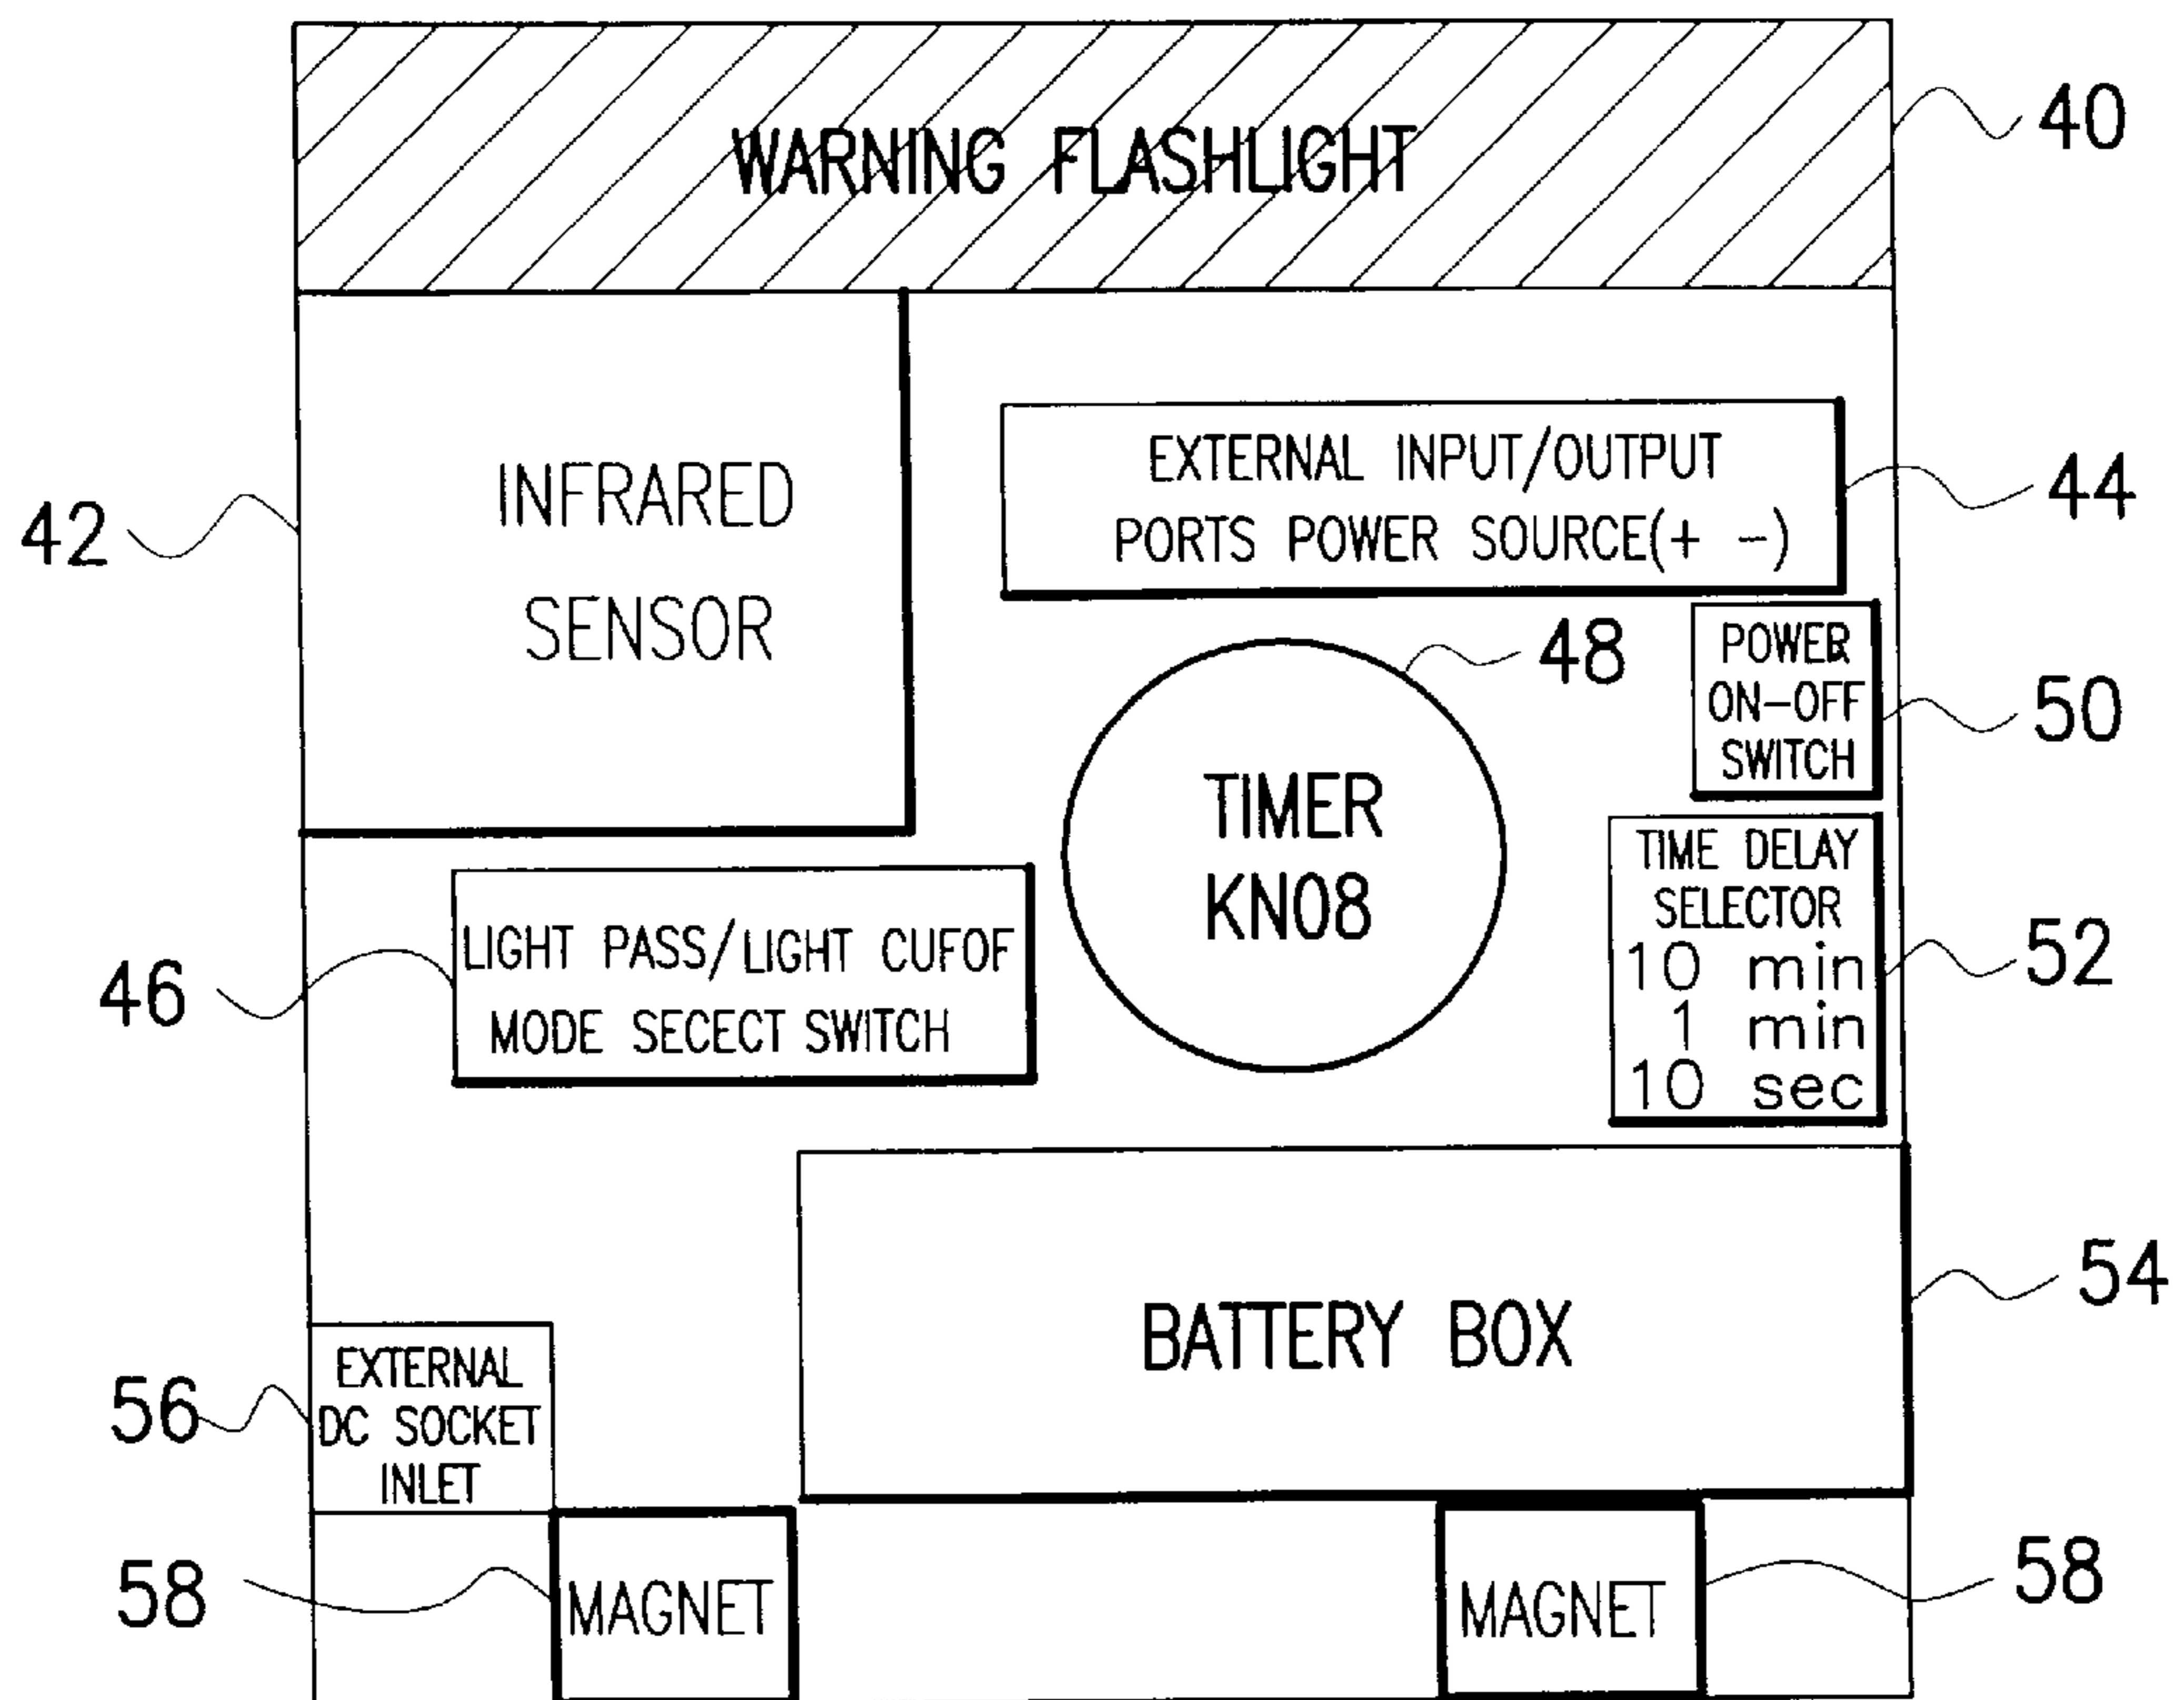 WARNING FLASHLIGHT
40
INFRARED
SENSOR
42
EXTERNAL INPUT/OUTPUT
PORTS POWER SOURCE(+ -)
44
48
POWER
ON-OFF
SWITCH
50
TIMER
KN08
TIME DELAY
SELECTOR
10 min
1 min
10 sec
52
LIGHT PASS/LIGHT CUFOF
MODE SECECT SWITCH
46
BATTERY BOX
54
EXTERNAL
DC SOCKET
INLET
56
58
MAGNET
MAGNET
58